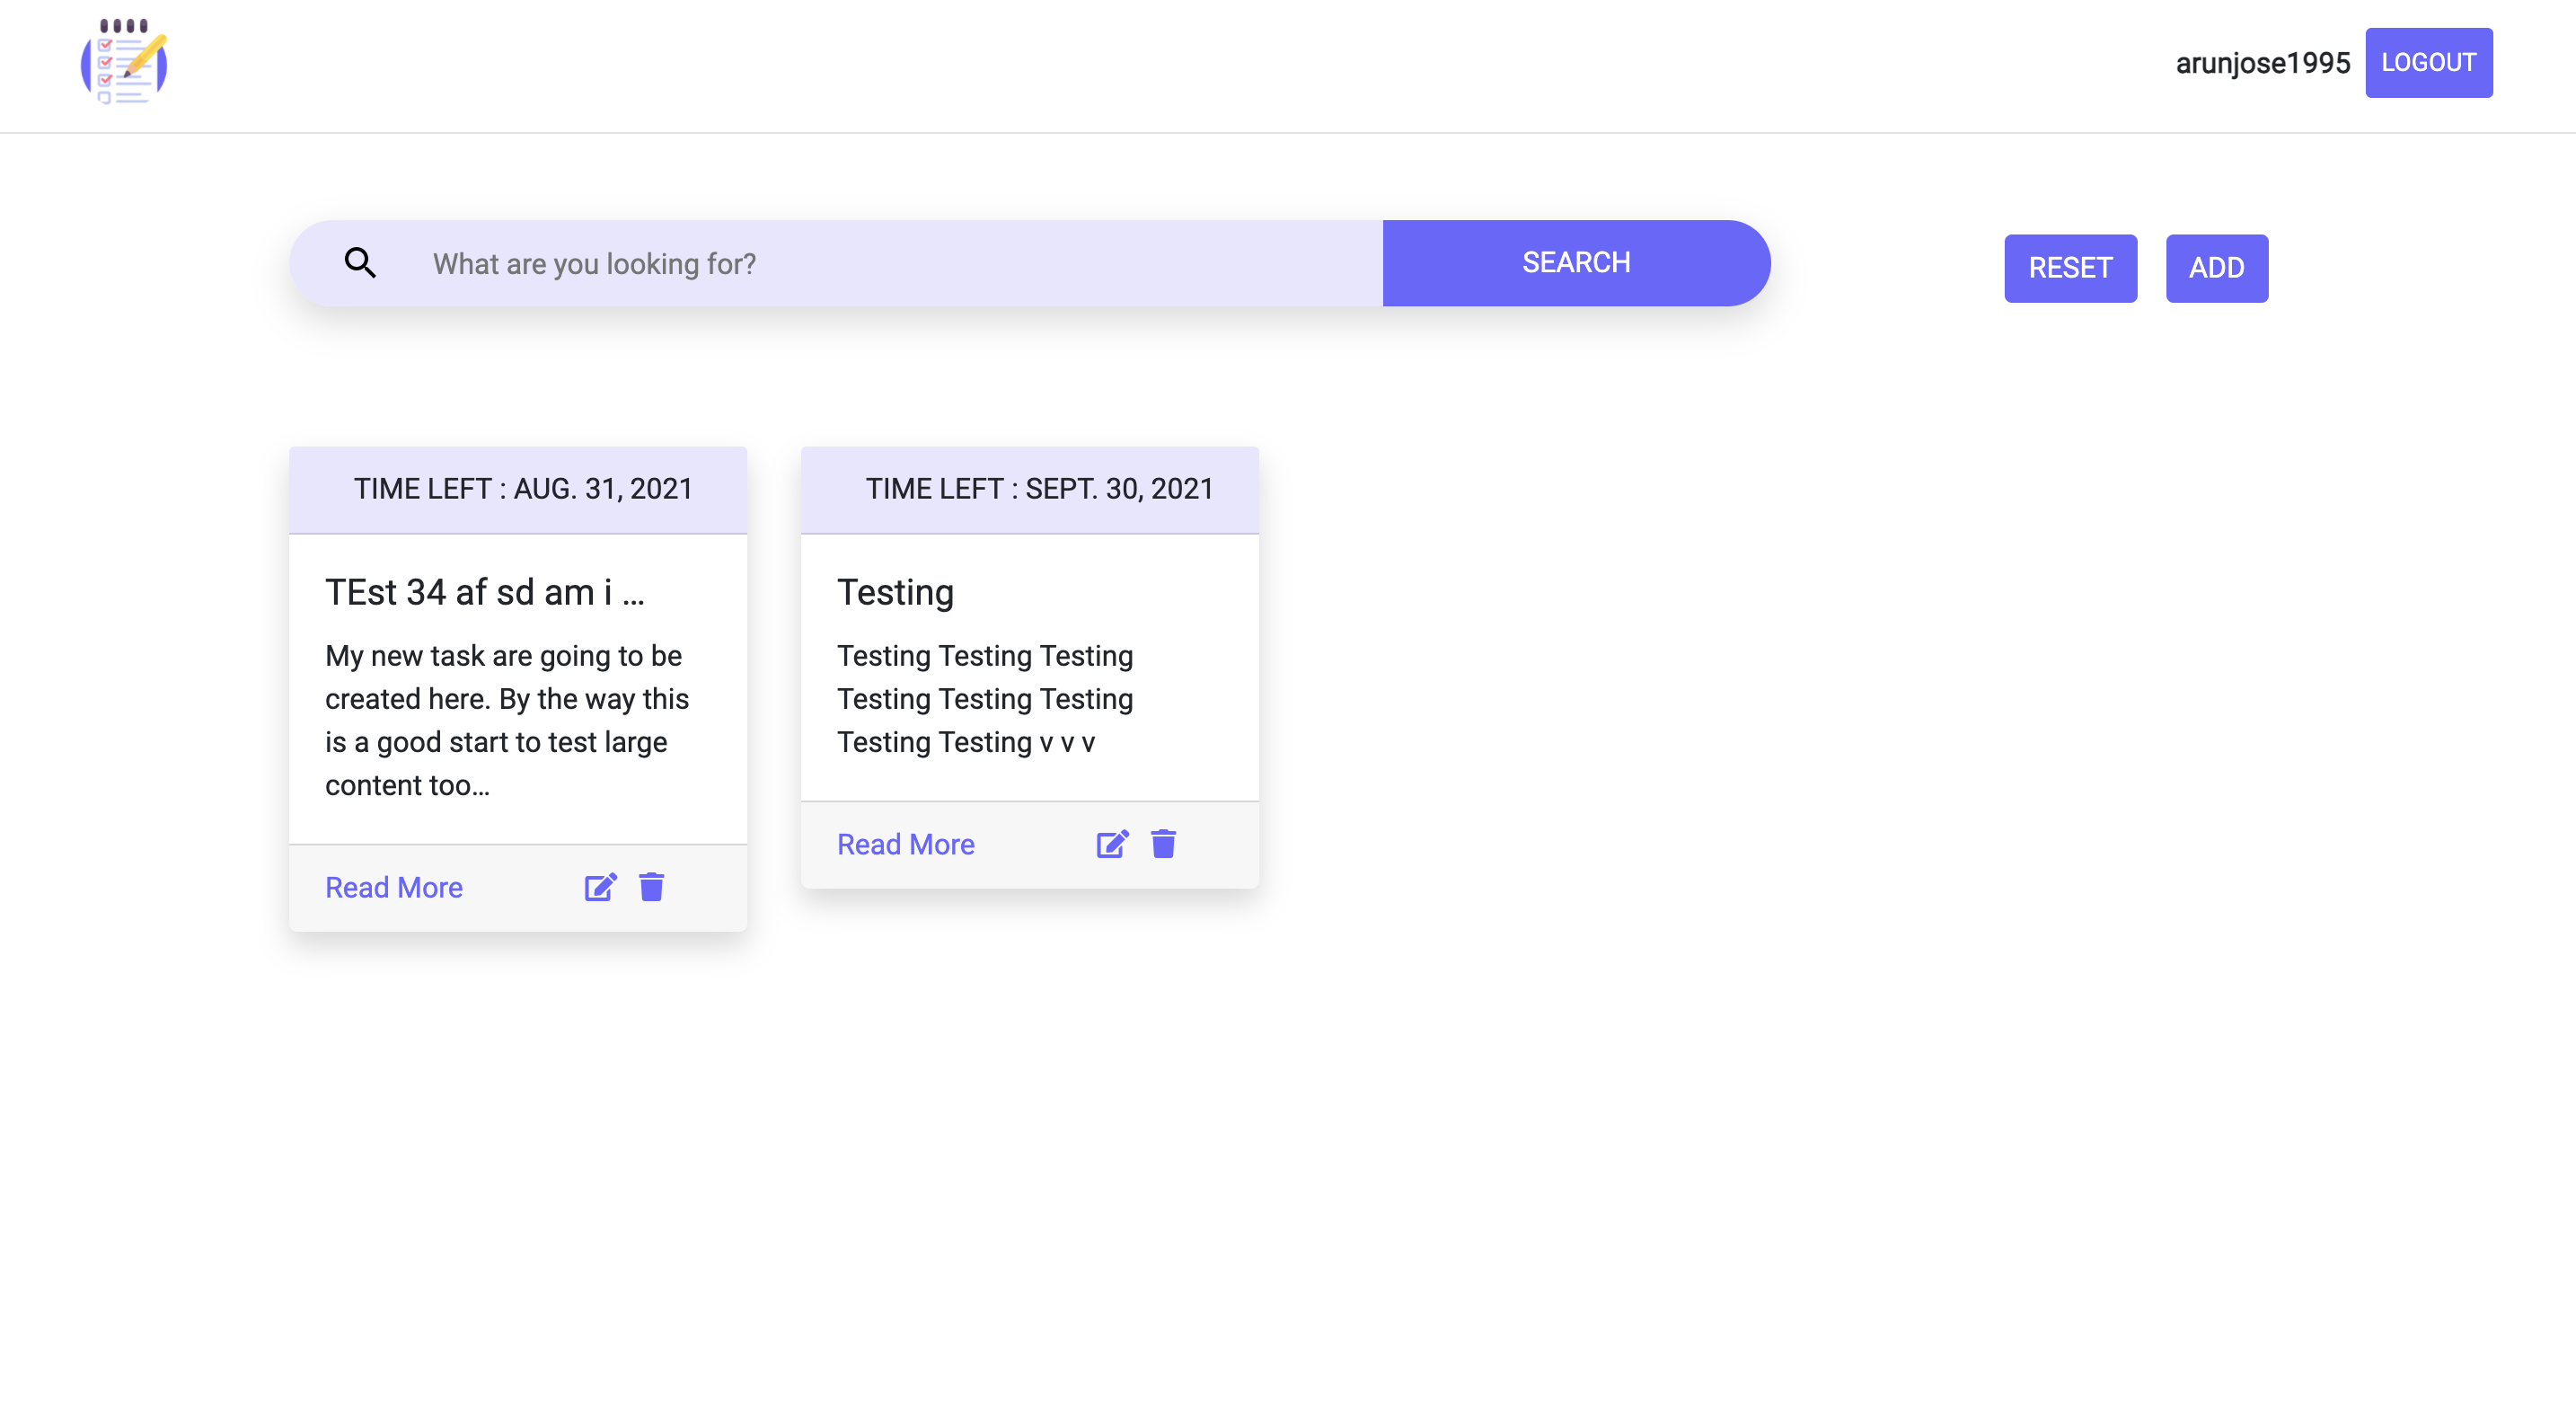 arunjose1995 LOGOUT
What are you looking for? SEARCH RESET ADD
TIME LEFT : AUG. 31, 2021
TEst 34 af sd am i ...
My new task are going to be
created here. By the way this
is a good start to test large
content too...
Read More
TIME LEFT : SEPT. 30, 2021
Testing
Testing Testing Testing
Testing Testing Testing
Testing Testing v v v
Read More